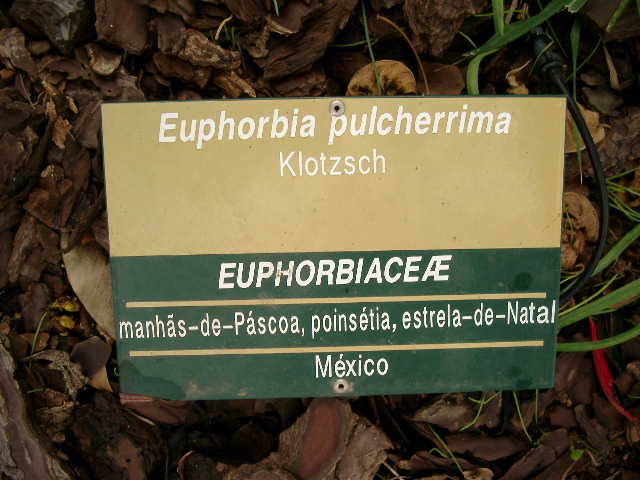 Euphorbia pulcherrima
Klotzsch
EUPHORBIACEÆ
manhãs-de-Páscoa, poinsétia, estrela-de-Natal
México